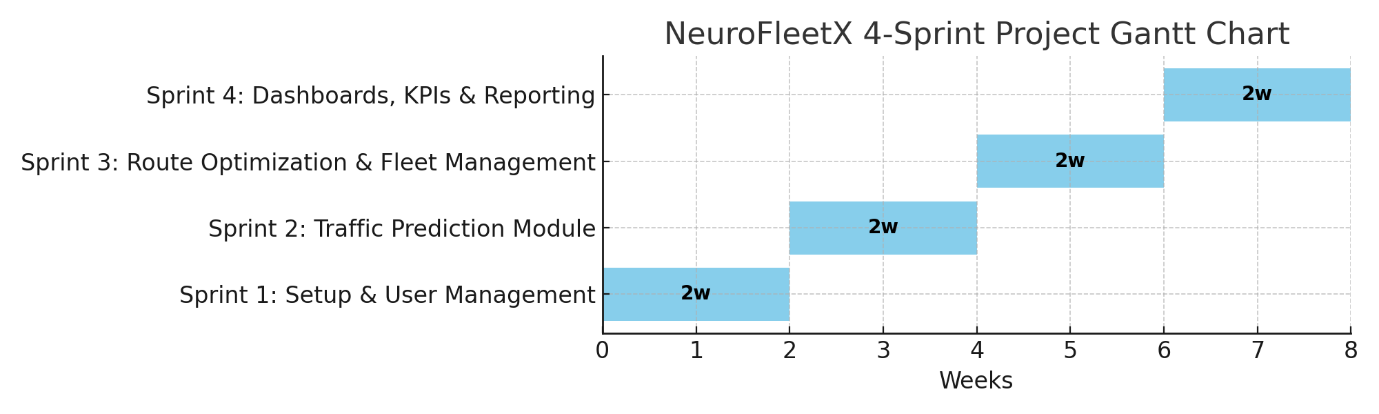 NeuroFleetX 4-Sprint Project Gantt Chart
Sprint 4: Dashboards, KPIs & Reporting
2w
Sprint 3: Route Optimization & Fleet Management
2w
Sprint 2: Traffic Prediction Module
2w
Sprint 1: Setup & User Management
2w
0 1 2 3 4 5 6 7 8
Weeks